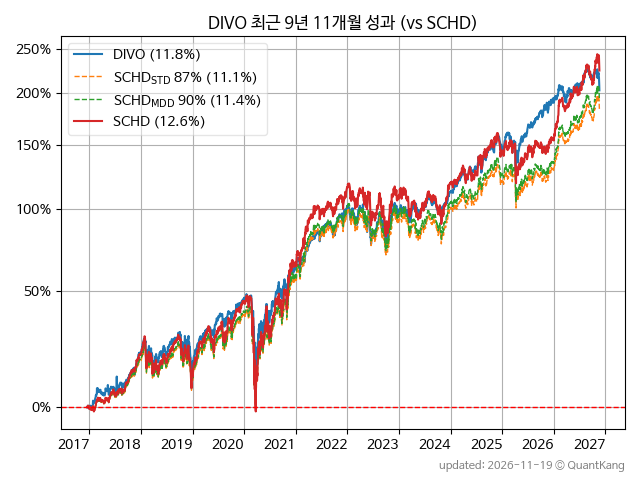 DIVO 최근 9년 11개월 성과 (vs SCHD)
250%
200%
150%
100%
50%
0%
DIVO (11.8%)
SCHD_STD 87% (11.1%)
SCHD_MDD 90% (11.4%)
SCHD (12.6%)
2017 2018 2019 2020 2021 2022 2023 2024 2025 2026 2027
updated: 2026-11-19 © QuantKang